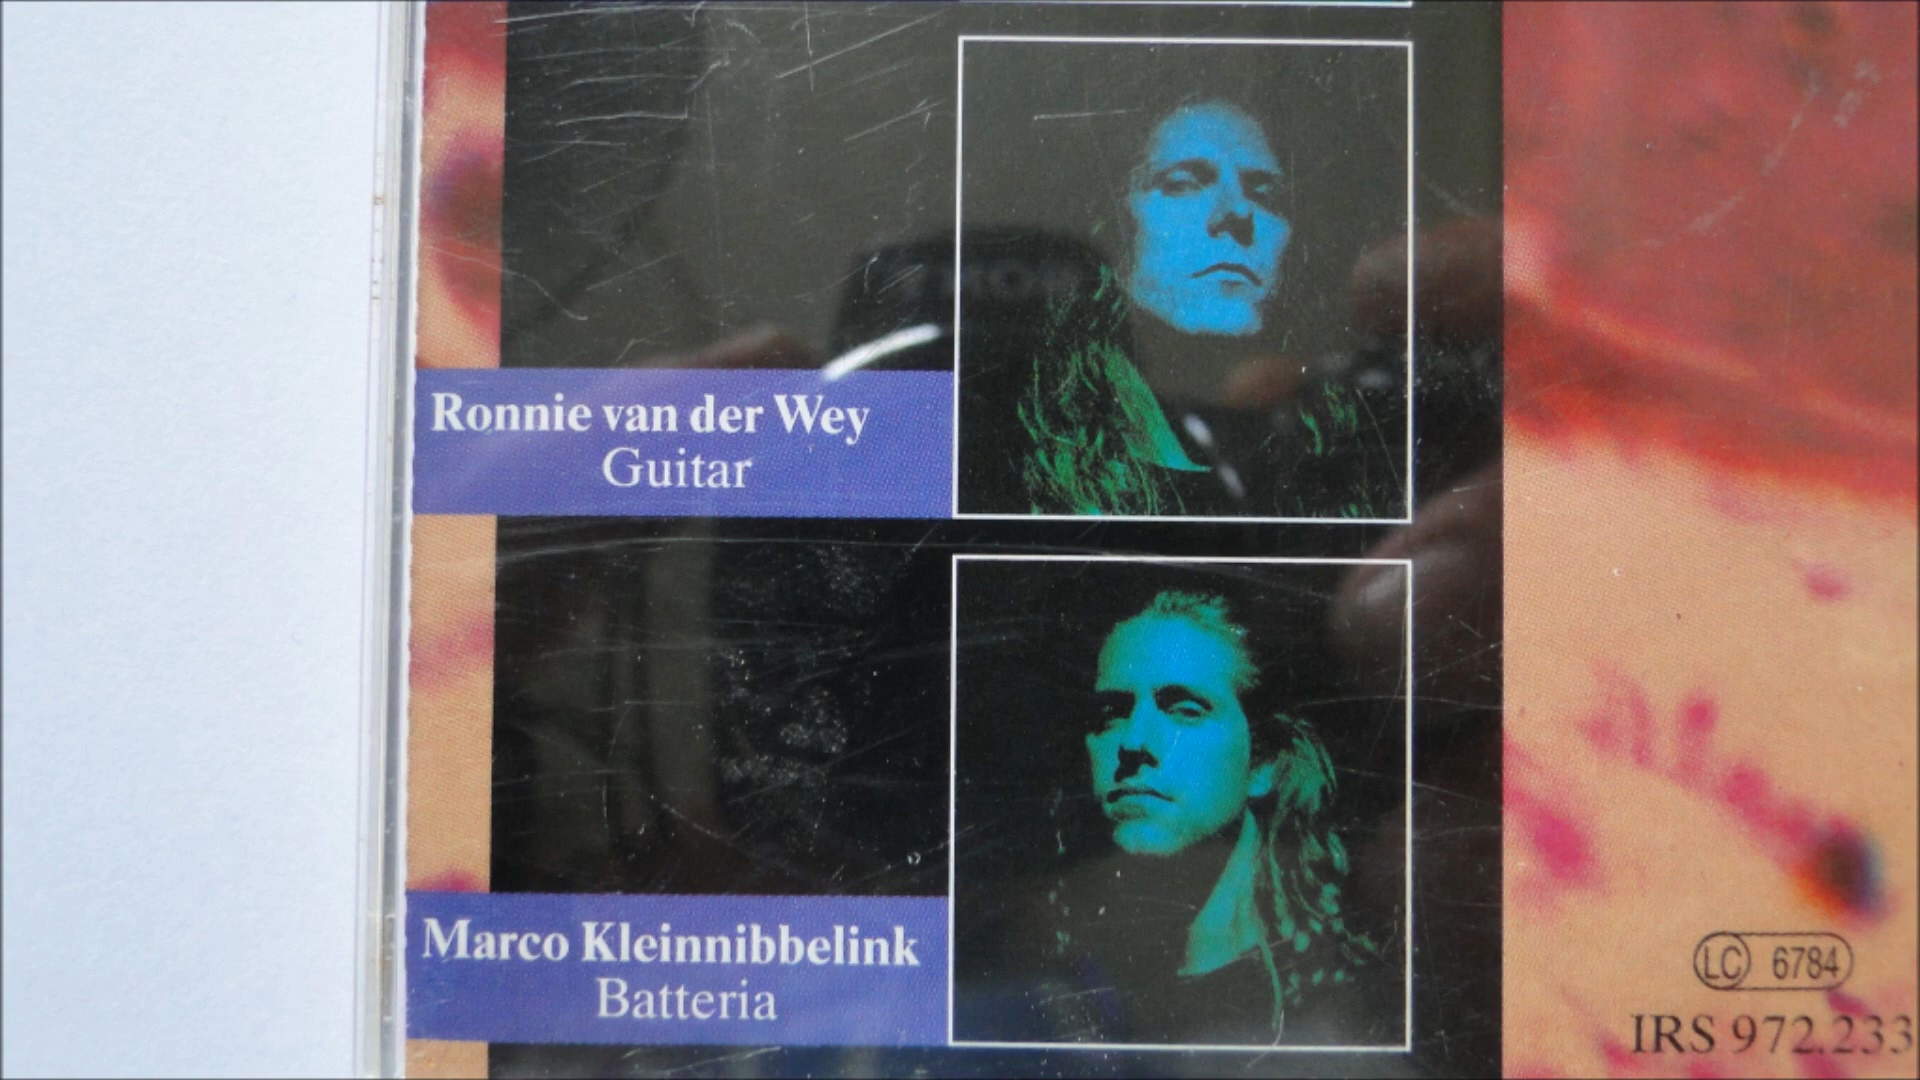 Ronnie van der Wey
Guitar
Marco Kleinnibbelink
Batteria
LC 6784
IRS 972.233